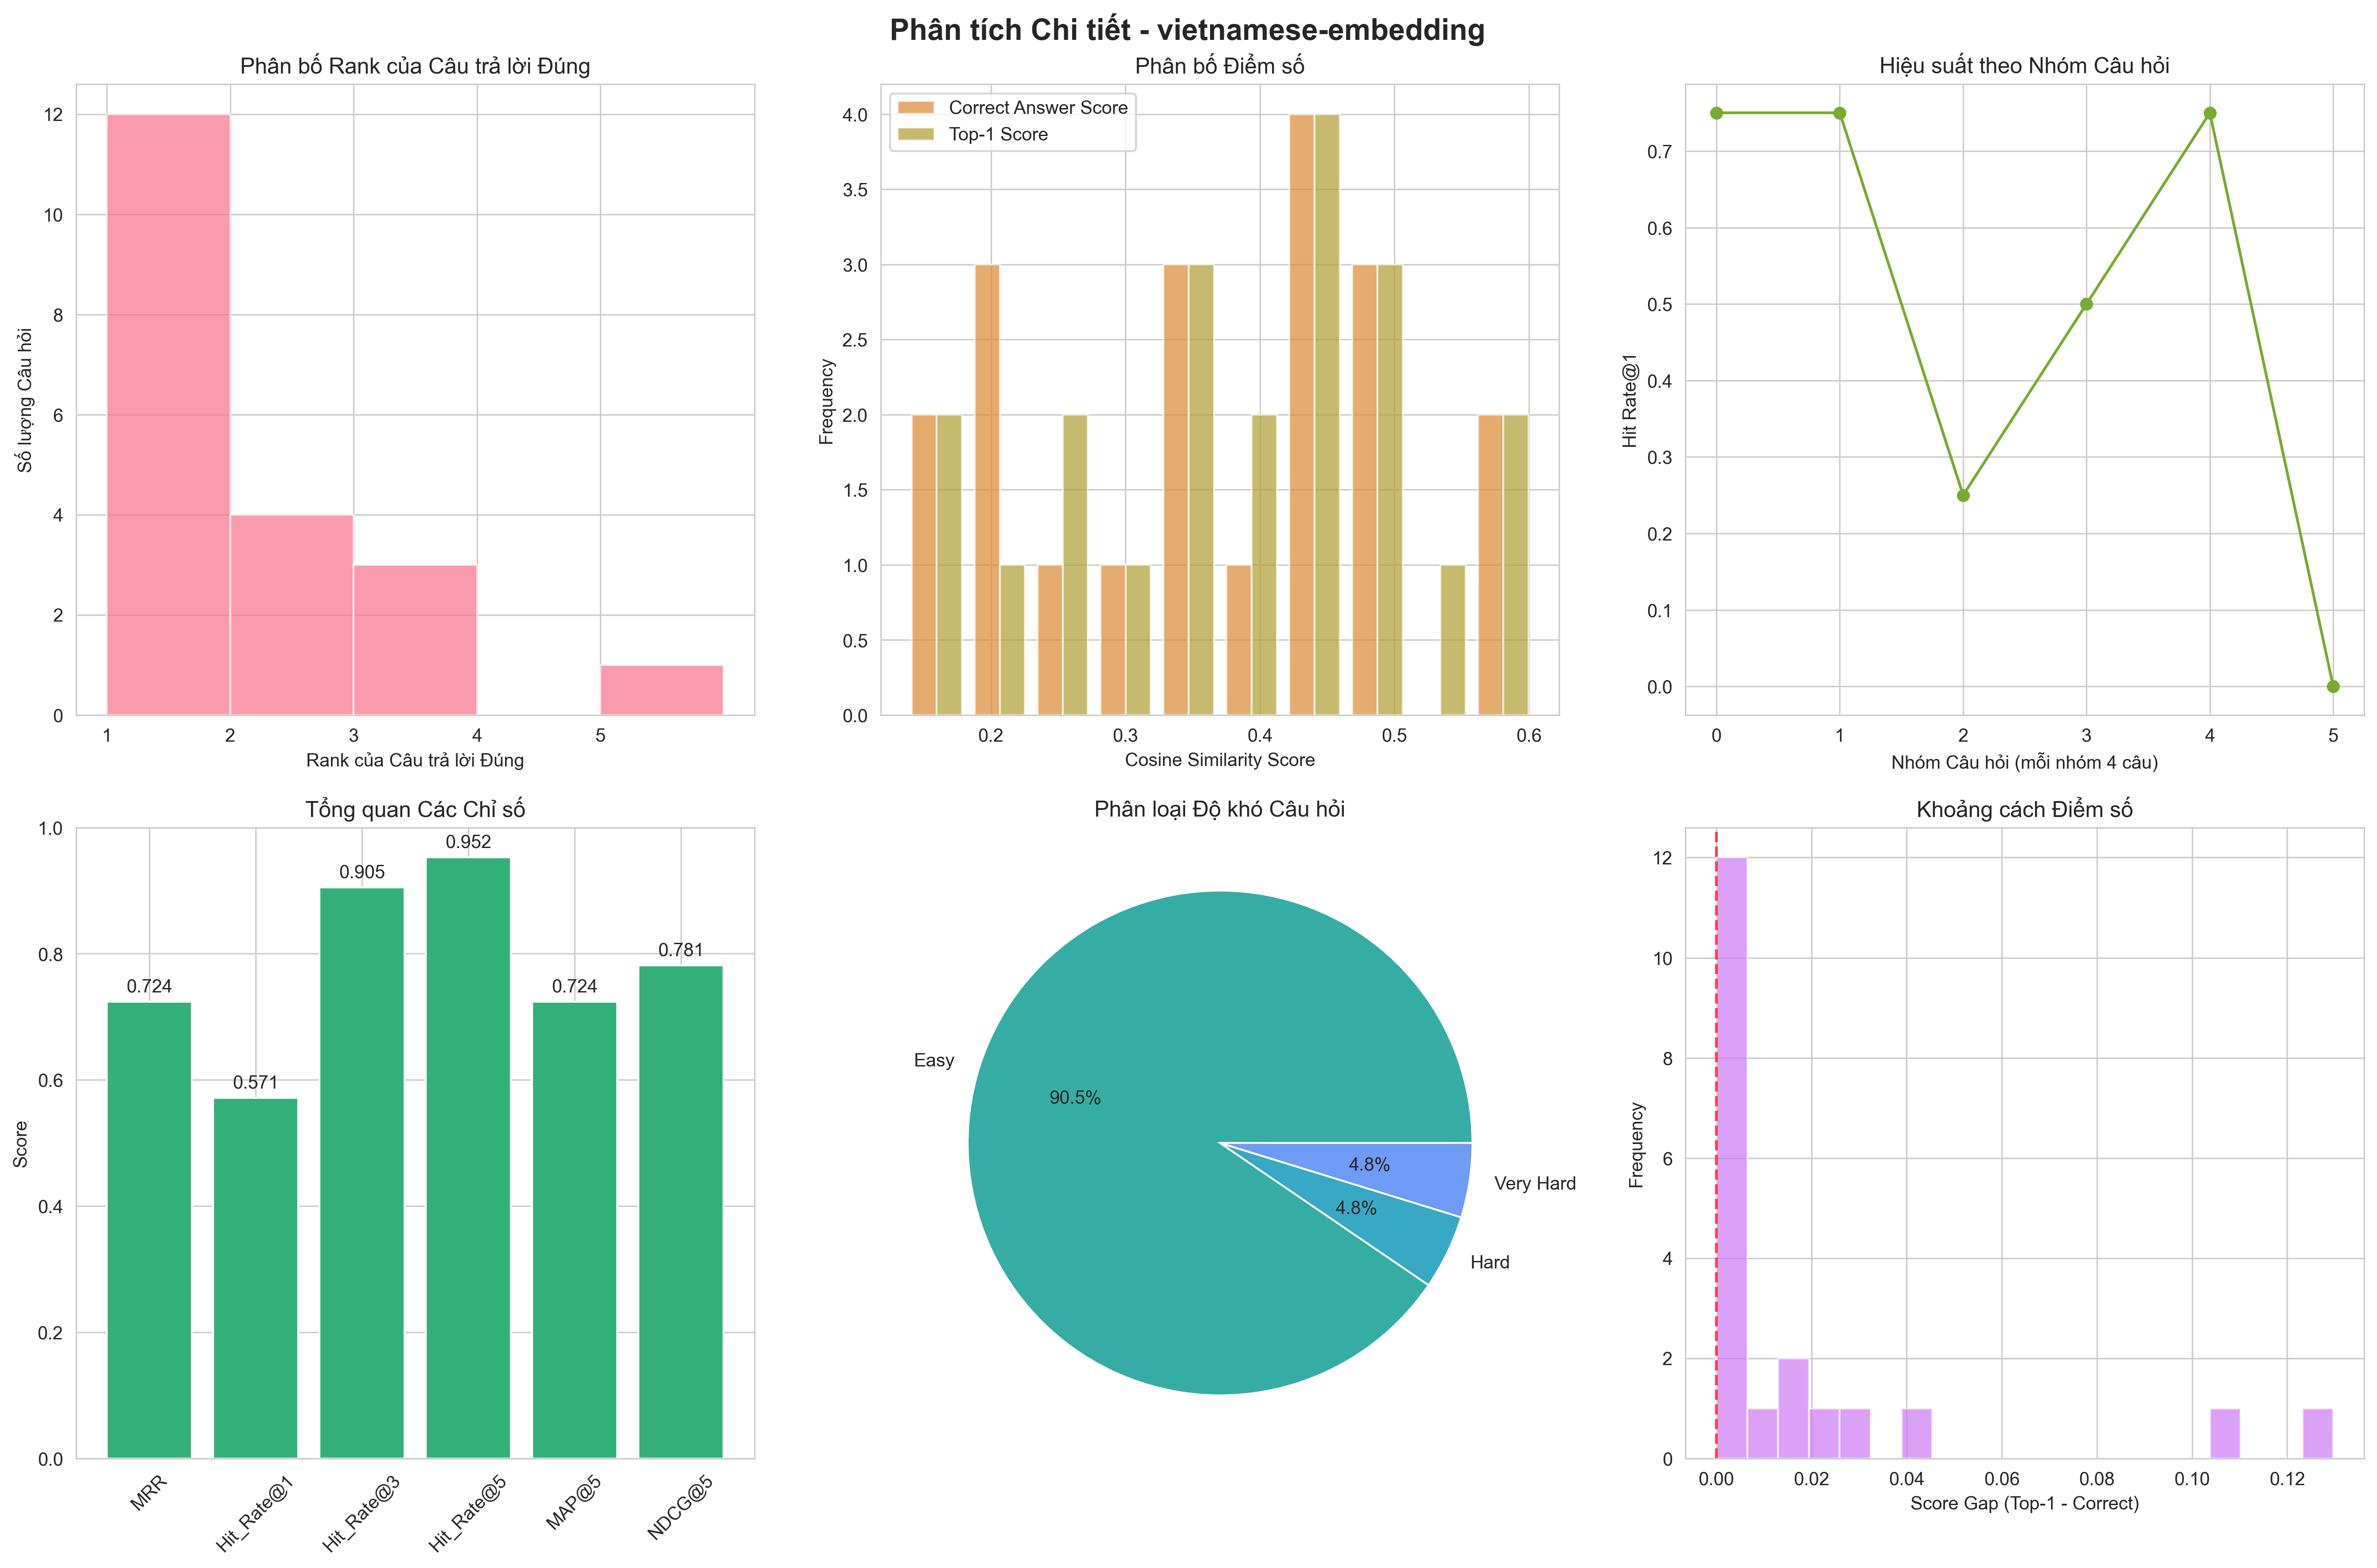 Phân tích Chi tiết - vietnamese-embedding
Phân bố Rank của Câu trả lời Đúng
Số lượng Câu hỏi
12
10
8
6
4
2
0
1 2 3 4 5
Rank của Câu trả lời Đúng
Phân bố Điểm số
Correct Answer Score
Top-1 Score
Frequency
4.0
3.5
3.0
2.5
2.0
1.5
1.0
0.5
0.0
0.2 0.3 0.4 0.5 0.6
Cosine Similarity Score
Hiệu suất theo Nhóm Câu hỏi
Hit Rate@1
0.7
0.6
0.5
0.4
0.3
0.2
0.1
0.0
0 1 2 3 4 5
Nhóm Câu hỏi (mỗi nhóm 4 câu)
Tổng quan Các Chỉ số
Score
1.0
0.8
0.6
0.4
0.2
0.0
0.724
0.571
0.905
0.952
0.724
0.781
MRR
Hit_Rate@1
Hit_Rate@3
Hit_Rate@5
MAP@5
NDCG@5
Phân loại Độ khó Câu hỏi
Easy
90.5%
4.8%
Very Hard
4.8%
Hard
Khoảng cách Điểm số
Frequency
12
10
8
6
4
2
0
0.00 0.02 0.04 0.06 0.08 0.10 0.12
Score Gap (Top-1 - Correct)